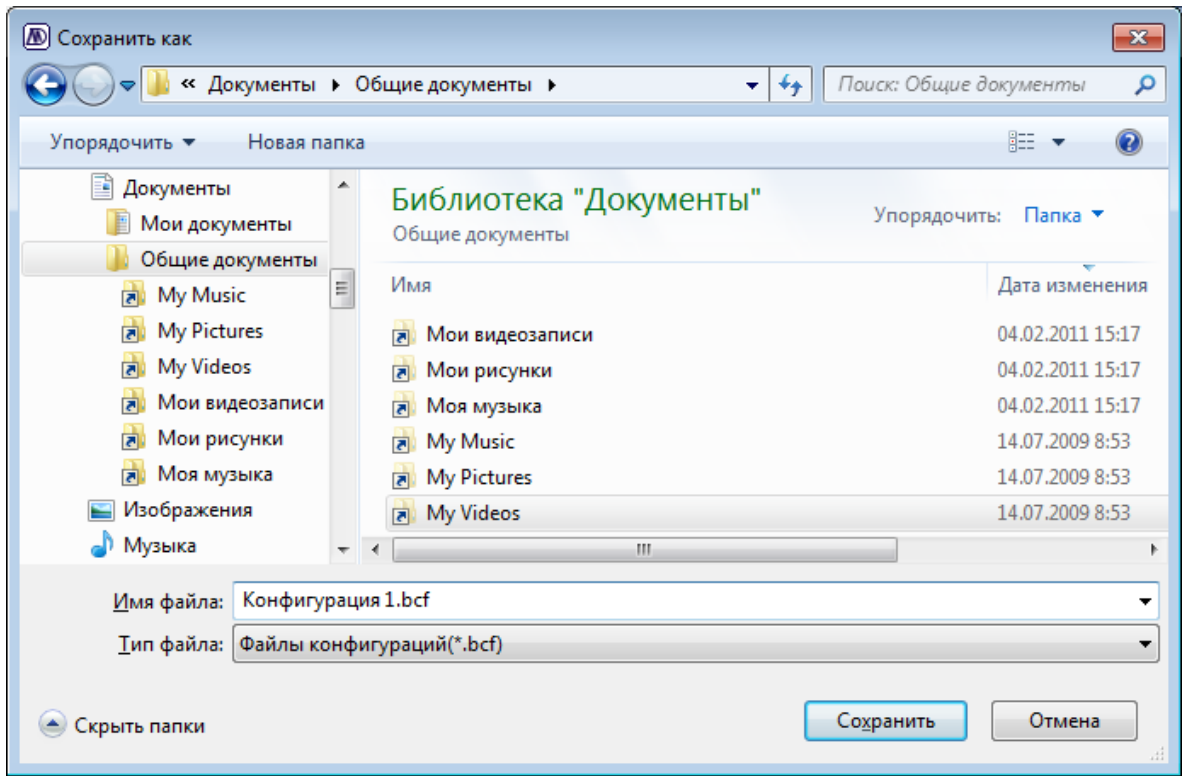 Сохранить как
« Документы Общие документы
Поиск: Общие документы
Упорядочить
Новая папка
Документы
Мои документы
Общие документы
My Music
My Pictures
My Videos
Мои видеозаписи
Мои рисунки
Моя музыка
Изображения
Музыка
Библиотека "Документы"
Общие документы
Упорядочить: Папка
Имя
Дата изменения
Мои видеозаписи 04.02.2011 15:17
Мои рисунки 04.02.2011 15:17
Моя музыка 04.02.2011 15:17
My Music 14.07.2009 8:53
My Pictures 14.07.2009 8:53
My Videos 14.07.2009 8:53
Имя файла: Конфигурация 1.bcf
Тип файла: Файлы конфигураций(*.bcf)
Скрыть папки
Сохранить
Отмена